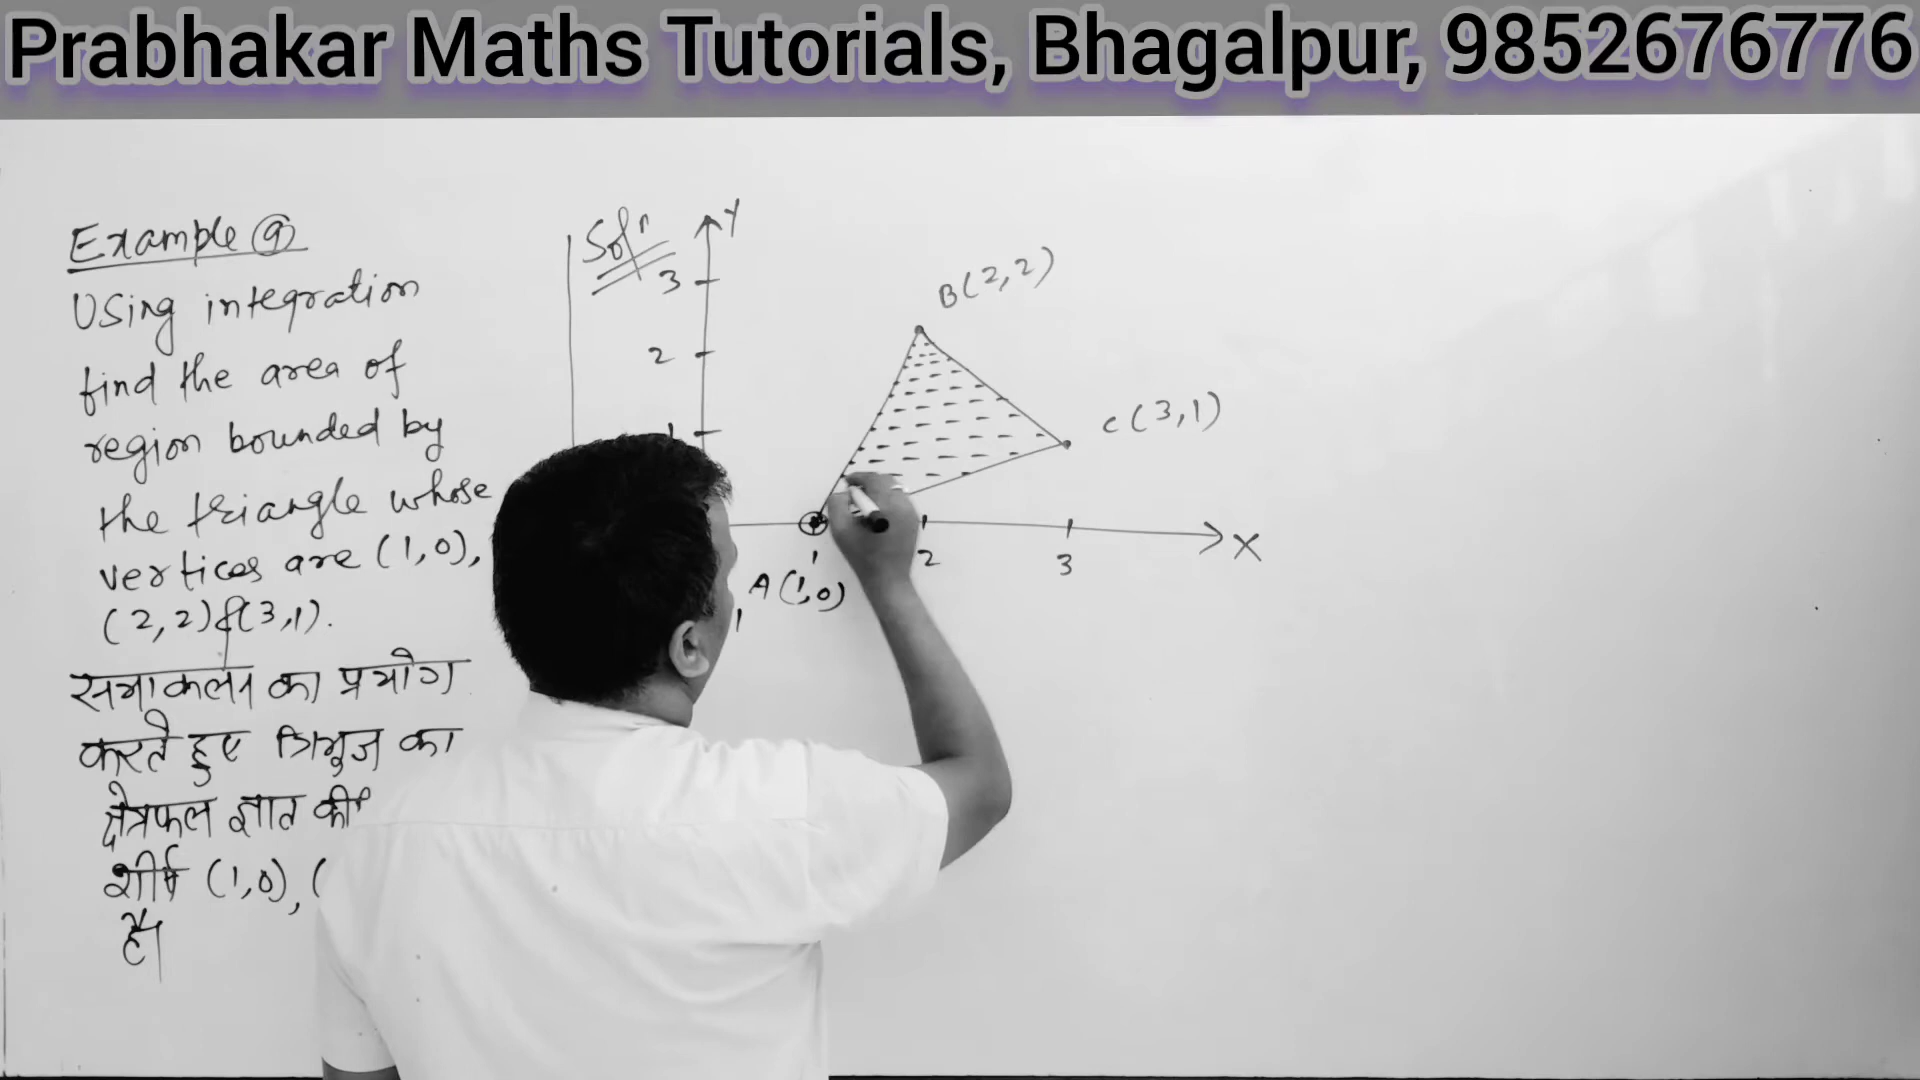 Prabhakar Maths Tutorials, Bhagalpur, 9852676776
Example 9
Using integration
find the area of
region bounded by
the triangle whose
vertices are (1,0),
(2,2) & (3,1).
समाकलन का प्रयोग
करते हुए त्रिभुज का
क्षेत्रफल ज्ञात
शीर्ष (1,0), (
है।
Soln
Y
3
2
1
B(2,2)
C(3,1)
1
2
3
X
A(1,0)